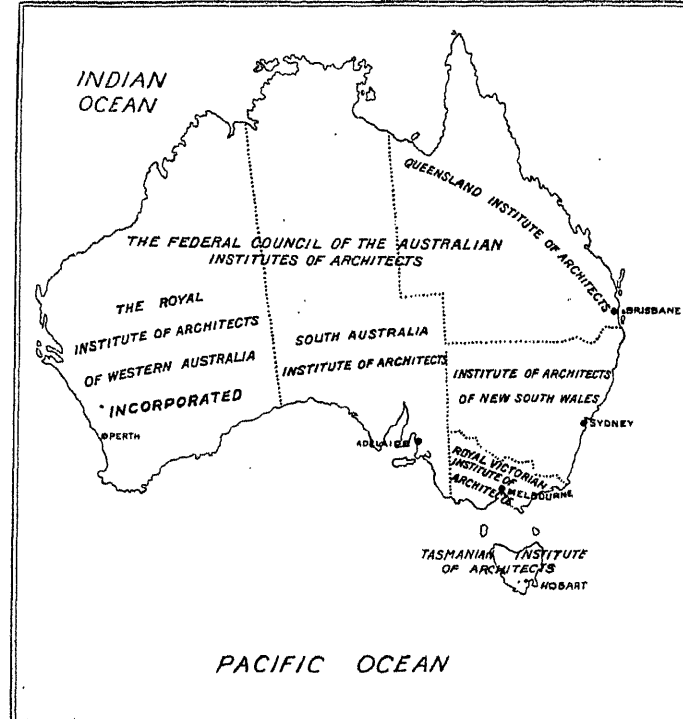 INDIAN
OCEAN
QUEENSLAND INSTITUTE OF ARCHITECTS
THE FEDERAL COUNCIL OF THE AUSTRALIAN
INSTITUTES OF ARCHITECTS
THE ROYAL
INSTITUTE OF ARCHITECTS
OF WESTERN AUSTRALIA
INCORPORATED
SOUTH AUSTRALIA
INSTITUTE OF ARCHITECTS
BRISBANE
INSTITUTE OF ARCHITECTS
OF NEW SOUTH WALES
SYDNEY
PERTH
ADELAIDE
ROYAL VICTORIAN
INSTITUTE OF
ARCHITECTS
MELBOURNE
TASMANIAN INSTITUTE
OF ARCHITECTS
HOBART
PACIFIC OCEAN